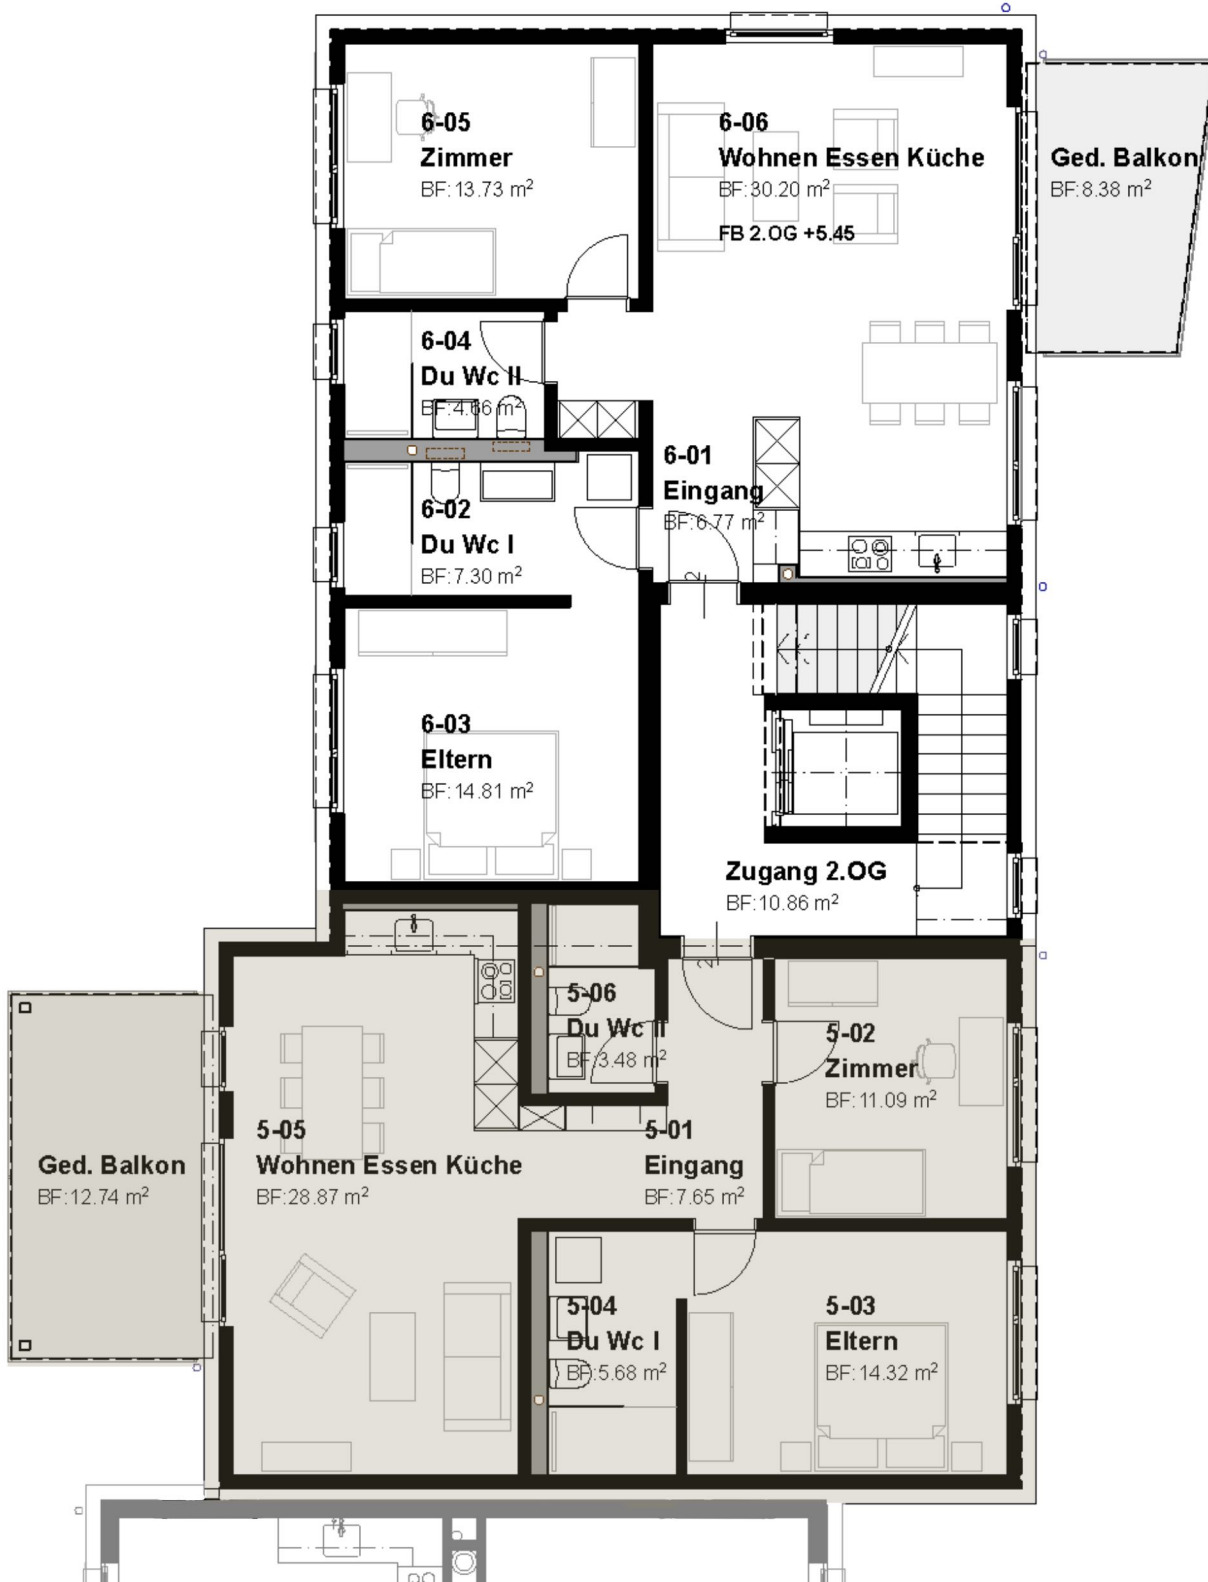 6-05
Zimmer
BF:13.73 m²
6-06
Wohnen Essen Küche
BF:30.20 m²
FB 2.OG +5.45
Ged. Balkon
BF:8.38 m²
6-04
Du Wc II
BF:4.66 m²
6-01
Eingang
BF:6.77 m²
6-02
Du Wc I
BF:7.30 m²
2
6-03
Eltern
BF:14.81 m²
Zugang 2.OG
BF:10.86 m²
2
5-06
Du Wc II
BF:3.48 m²
5-02
Zimmer
BF:11.09 m²
5-05
Wohnen Essen Küche
BF:28.87 m²
5-01
Eingang
BF:7.65 m²
Ged. Balkon
BF:12.74 m²
5-04
Du Wc I
BF:5.68 m²
5-03
Eltern
BF:14.32 m²